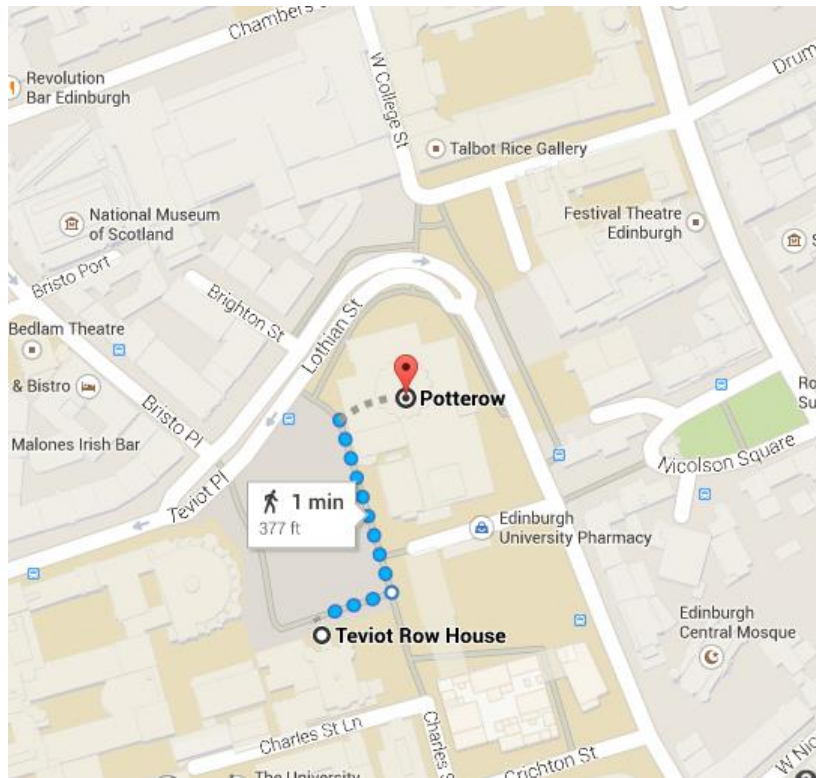 Chambers
Revolution
Bar Edinburgh
W College St
Drum
Talbot Rice Gallery
National Museum
of Scotland
Festival Theatre
Edinburgh
S
Bristo Port
Brighton St
Lothian St
Bedlam Theatre
& Bistro
Potterow
Ro
Su
Bristo Pl
Malones Irish Bar
Nicolson Square
Teviot Pl
1 min
377 ft
Edinburgh
University Pharmacy
Teviot Row House
Edinburgh
Central Mosque
Charles St Ln
Charles S
Crichton St
W Nic
The University